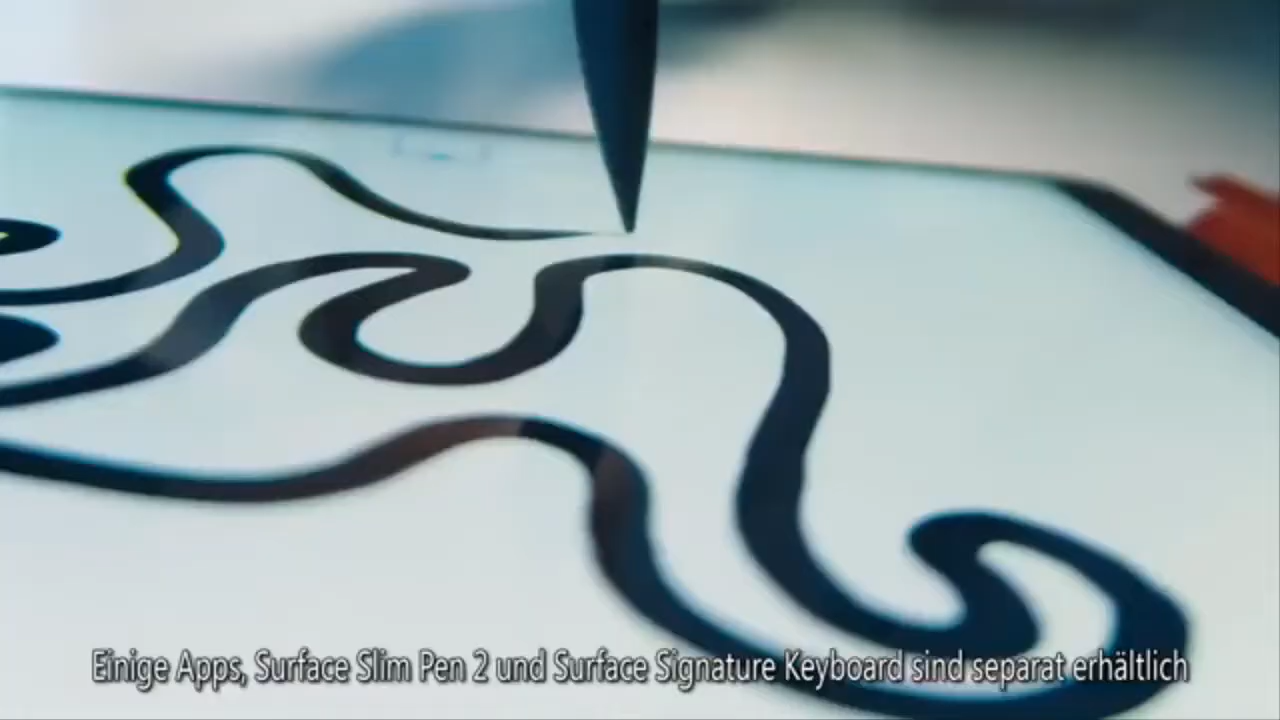 Einige Apps, Surface Slim Pen 2 und Surface Signature Keyboard sind separat erhältlich